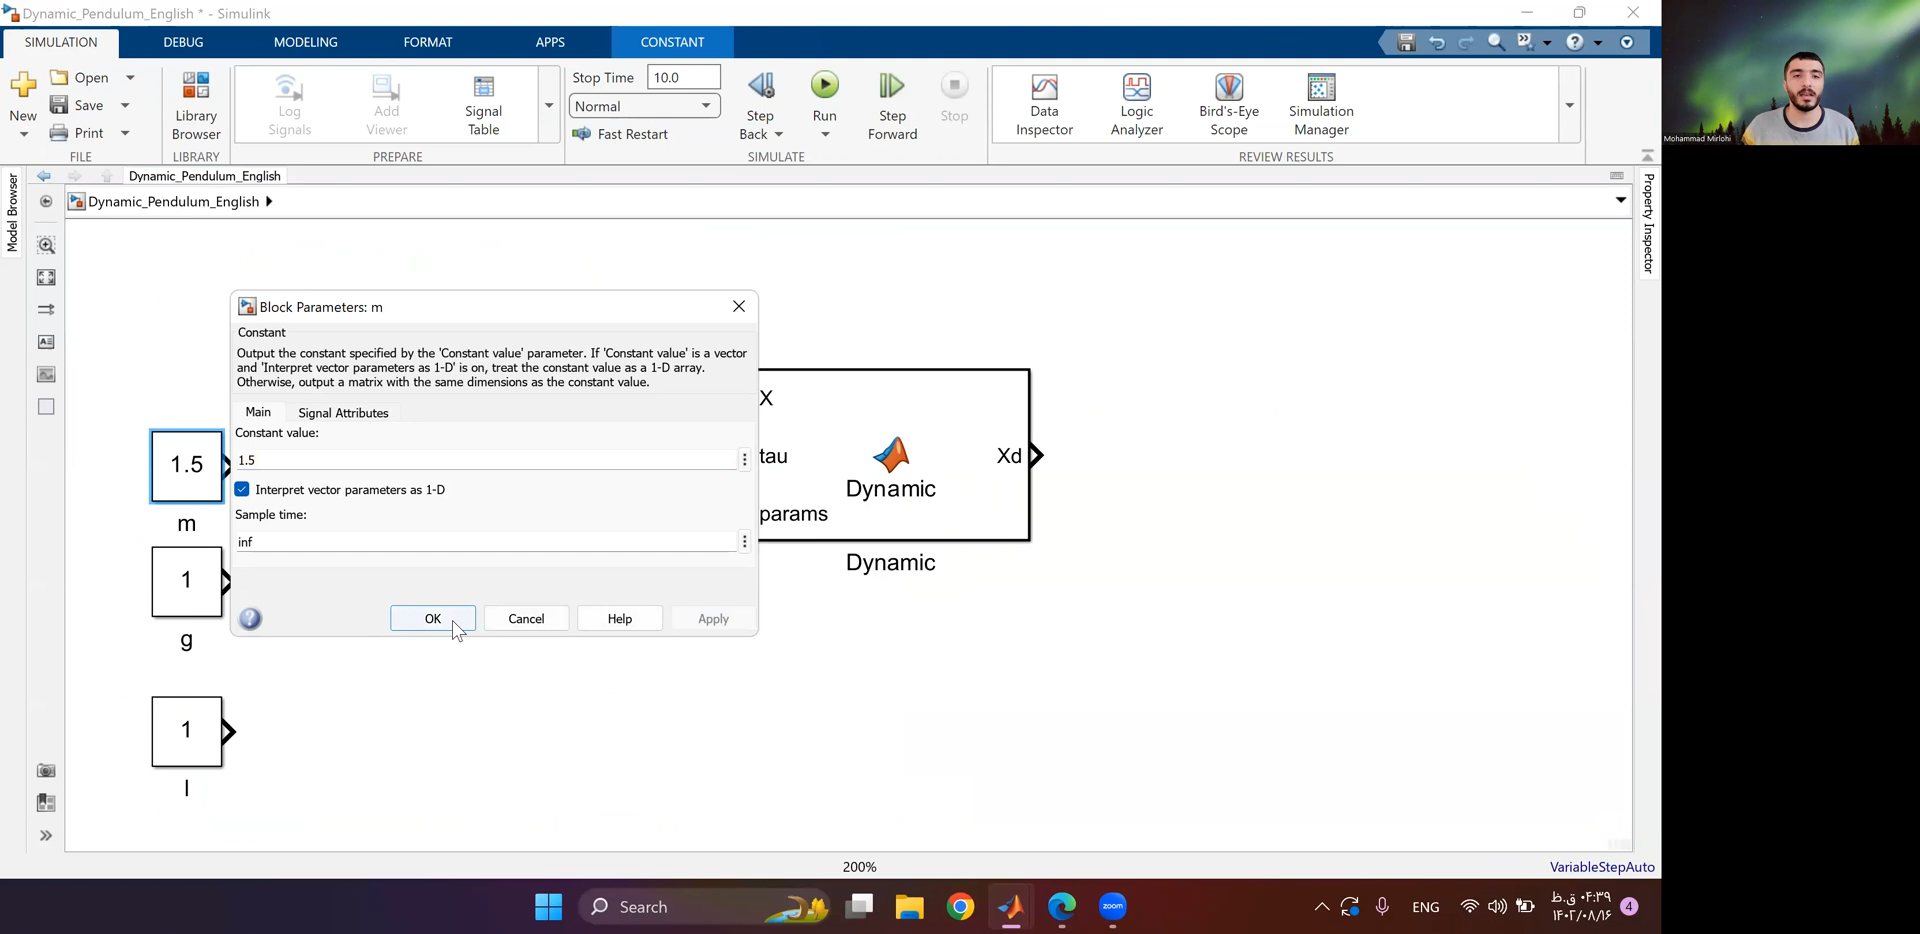 Dynamic_Pendulum_English * - Simulink
SIMULATION
DEBUG
MODELING
FORMAT
APPS
CONSTANT
New
Open
Save
Print
FILE
Library
Browser
LIBRARY
Log
Signals
Add
Viewer
Signal
Table
PREPARE
Stop Time 10.0
Normal
Fast Restart
Step
Back
Run
Step
Forward
Stop
SIMULATE
Data
Inspector
Logic
Analyzer
Bird's-Eye
Scope
Simulation
Manager
REVIEW RESULTS
Mohammad Mirlohi
Model Browser
Dynamic_Pendulum_English
Dynamic_Pendulum_English
Property Inspector
Block Parameters: m
Constant
Output the constant specified by the 'Constant value' parameter. If 'Constant value' is a vector
and 'Interpret vector parameters as 1-D' is on, treat the constant value as a 1-D array.
Otherwise, output a matrix with the same dimensions as the constant value.
Main Signal Attributes
Constant value:
1.5
Interpret vector parameters as 1-D
Sample time:
inf
OK Cancel Help Apply
1.5
m
1
g
1
l
X
tau
params
Dynamic
Xd
Dynamic
200%
VariableStepAuto
Search
zoom
ENG
۰۴:۳۹ ق.ظ
۱۴۰۲/۰۸/۱۶
4